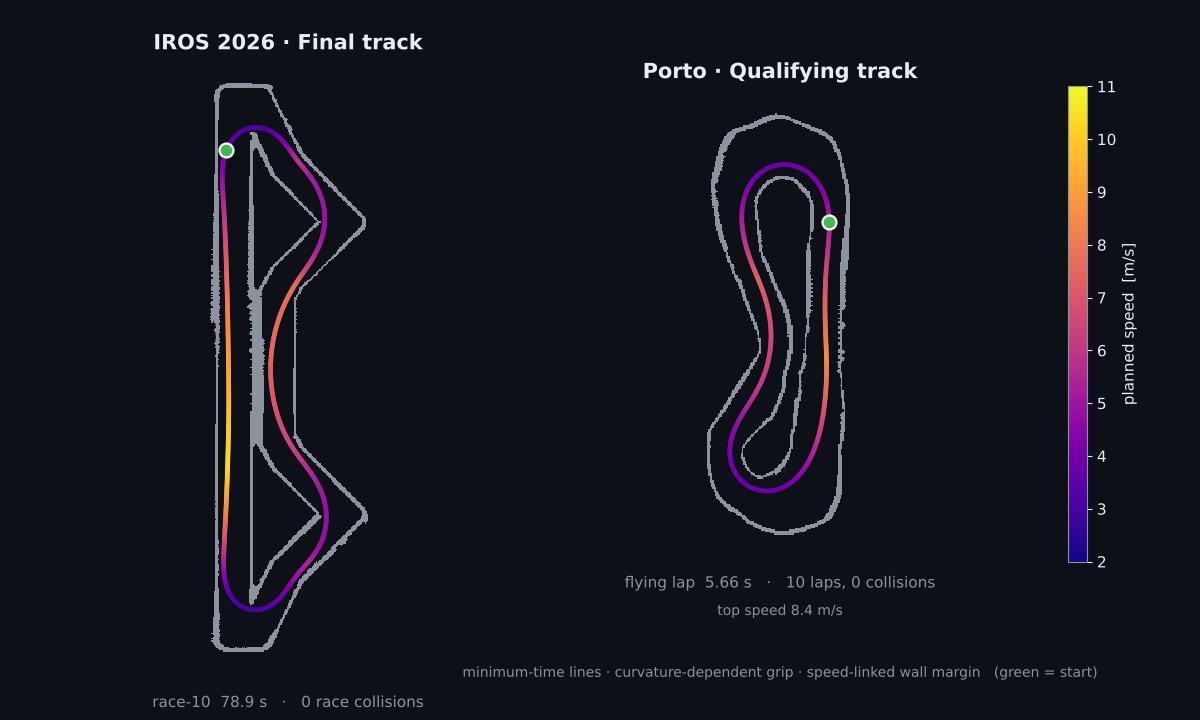 IROS 2026 · Final track
Porto · Qualifying track
11
10
9
8
7
6
5
4
3
2
planned speed [m/s]
flying lap 5.66 s · 10 laps, 0 collisions
top speed 8.4 m/s
minimum-time lines · curvature-dependent grip · speed-linked wall margin (green = start)
race-10 78.9 s · 0 race collisions